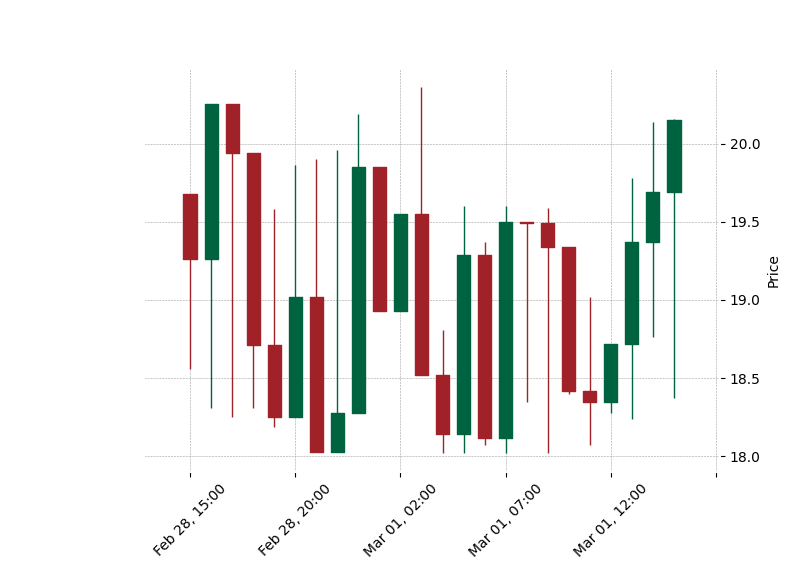 20.0
19.5
19.0
18.5
18.0
Price
Feb 28, 15:00
Feb 28, 20:00
Mar 01, 02:00
Mar 01, 07:00
Mar 01, 12:00